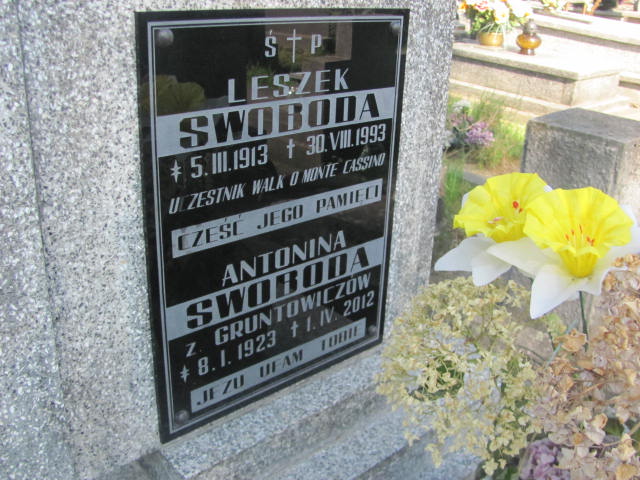 Ś † P
LESZEK
SWOBODA
* 5.III.1913 † 30.VIII.1993
UCZESTNIK WALK O MONTE CASSINO
CZEŚĆ JEGO PAMIĘCI
ANTONINA
SWOBODA
Z. GRUNTOWICZÓW
* 8.I.1923 † 1.IV.2012
JEZU UFAM TOBIE